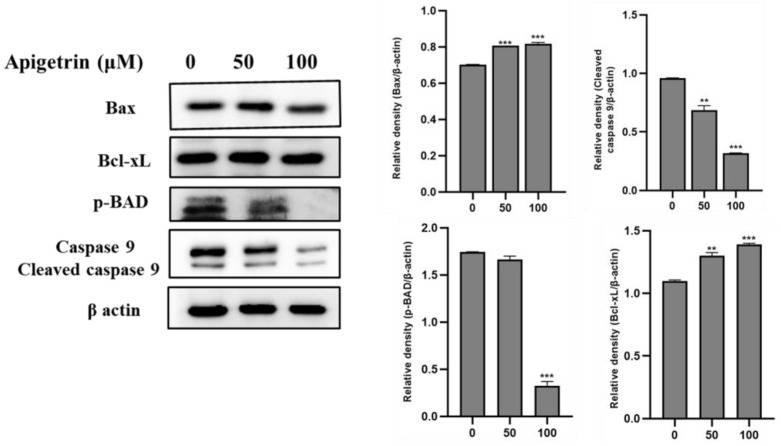 Apigetrin (μM) 0 50 100
Bax
Bcl-xL
p-BAD
Caspase 9
Cleaved caspase 9
β actin
Relative density (Bax/β-actin)
1.0
0.8
0.6
0.4
0.2
0.0
***
***
0 50 100
Relative density (Cleaved
caspase 9/β-actin)
1.5
1.0
0.5
0.0
**
***
0 50 100
Relative density (p-BAD/β-actin)
2.0
1.5
1.0
0.5
0.0
***
0 50 100
Relative density (Bcl-xL/β-actin)
1.5
1.0
0.5
0.0
**
***
0 50 100